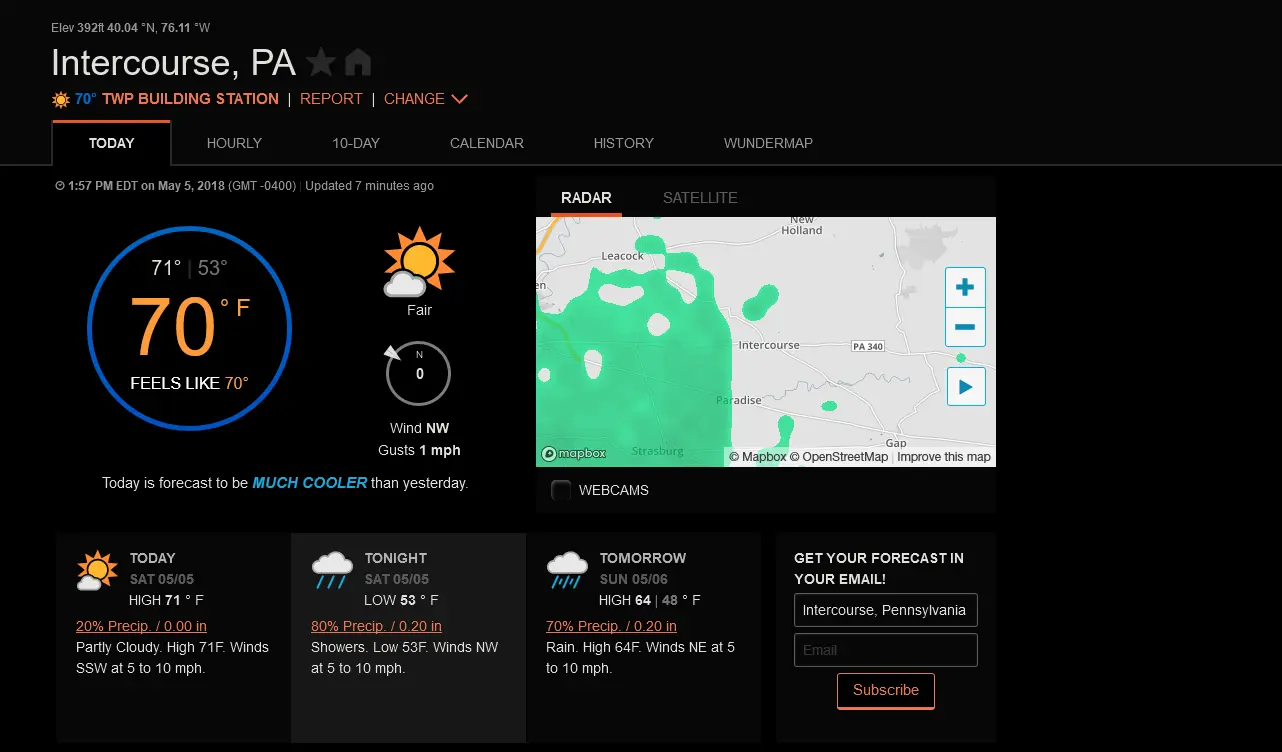 Elev 392ft 40.04 °N, 76.11 °W
Intercourse, PA
70° TWP BUILDING STATION | REPORT | CHANGE
TODAY HOURLY 10-DAY CALENDAR HISTORY WUNDERMAP
1:57 PM EDT on May 5, 2018 (GMT -0400) | Updated 7 minutes ago
71° | 53°
70 ° F
FEELS LIKE 70°
Fair
N
0
Wind NW
Gusts 1 mph
Today is forecast to be MUCH COOLER than yesterday.
RADAR SATELLITE
New
Holland
Leacock
en
Intercourse
PA 340
Paradise
Gap
Strasburg
mapbox
© Mapbox © OpenStreetMap | Improve this map
WEBCAMS
TODAY
SAT 05/05
HIGH 71 ° F
20% Precip. / 0.00 in
Partly Cloudy. High 71F. Winds
SSW at 5 to 10 mph.
TONIGHT
SAT 05/05
LOW 53 ° F
80% Precip. / 0.20 in
Showers. Low 53F. Winds NW
at 5 to 10 mph.
TOMORROW
SUN 05/06
HIGH 64 | 48 ° F
70% Precip. / 0.20 in
Rain. High 64F. Winds NE at 5
to 10 mph.
GET YOUR FORECAST IN
YOUR EMAIL!
Intercourse, Pennsylvania
Email
Subscribe